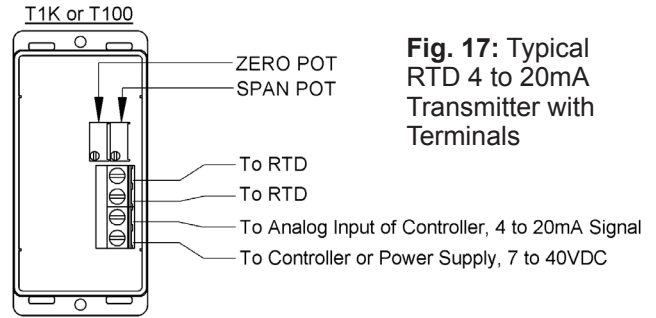 T1K or T100
ZERO POT
SPAN POT
To RTD
To RTD
To Analog Input of Controller, 4 to 20mA Signal
To Controller or Power Supply, 7 to 40VDC
Fig. 17: Typical
RTD 4 to 20mA
Transmitter with
Terminals